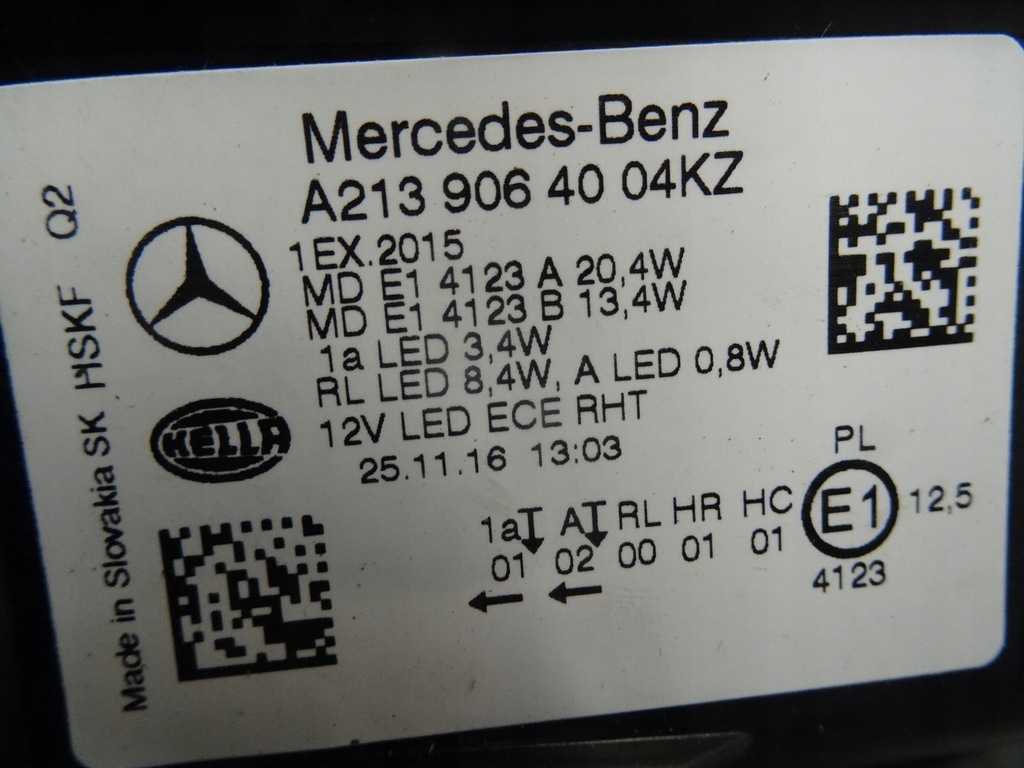 Mercedes-Benz
A213 906 40 04KZ
1EX.2015
MD E1 4123 A 20,4W
MD E1 4123 B 13,4W
1a LED 3,4W
RL LED 8,4W, A LED 0,8W
12V LED ECE RHT
25.11.16 13:03
HELLA
Made in Slovakia SK HSKF Q2
1a A RL HR HC
01 02 00 01 01
PL
E1 12,5
4123